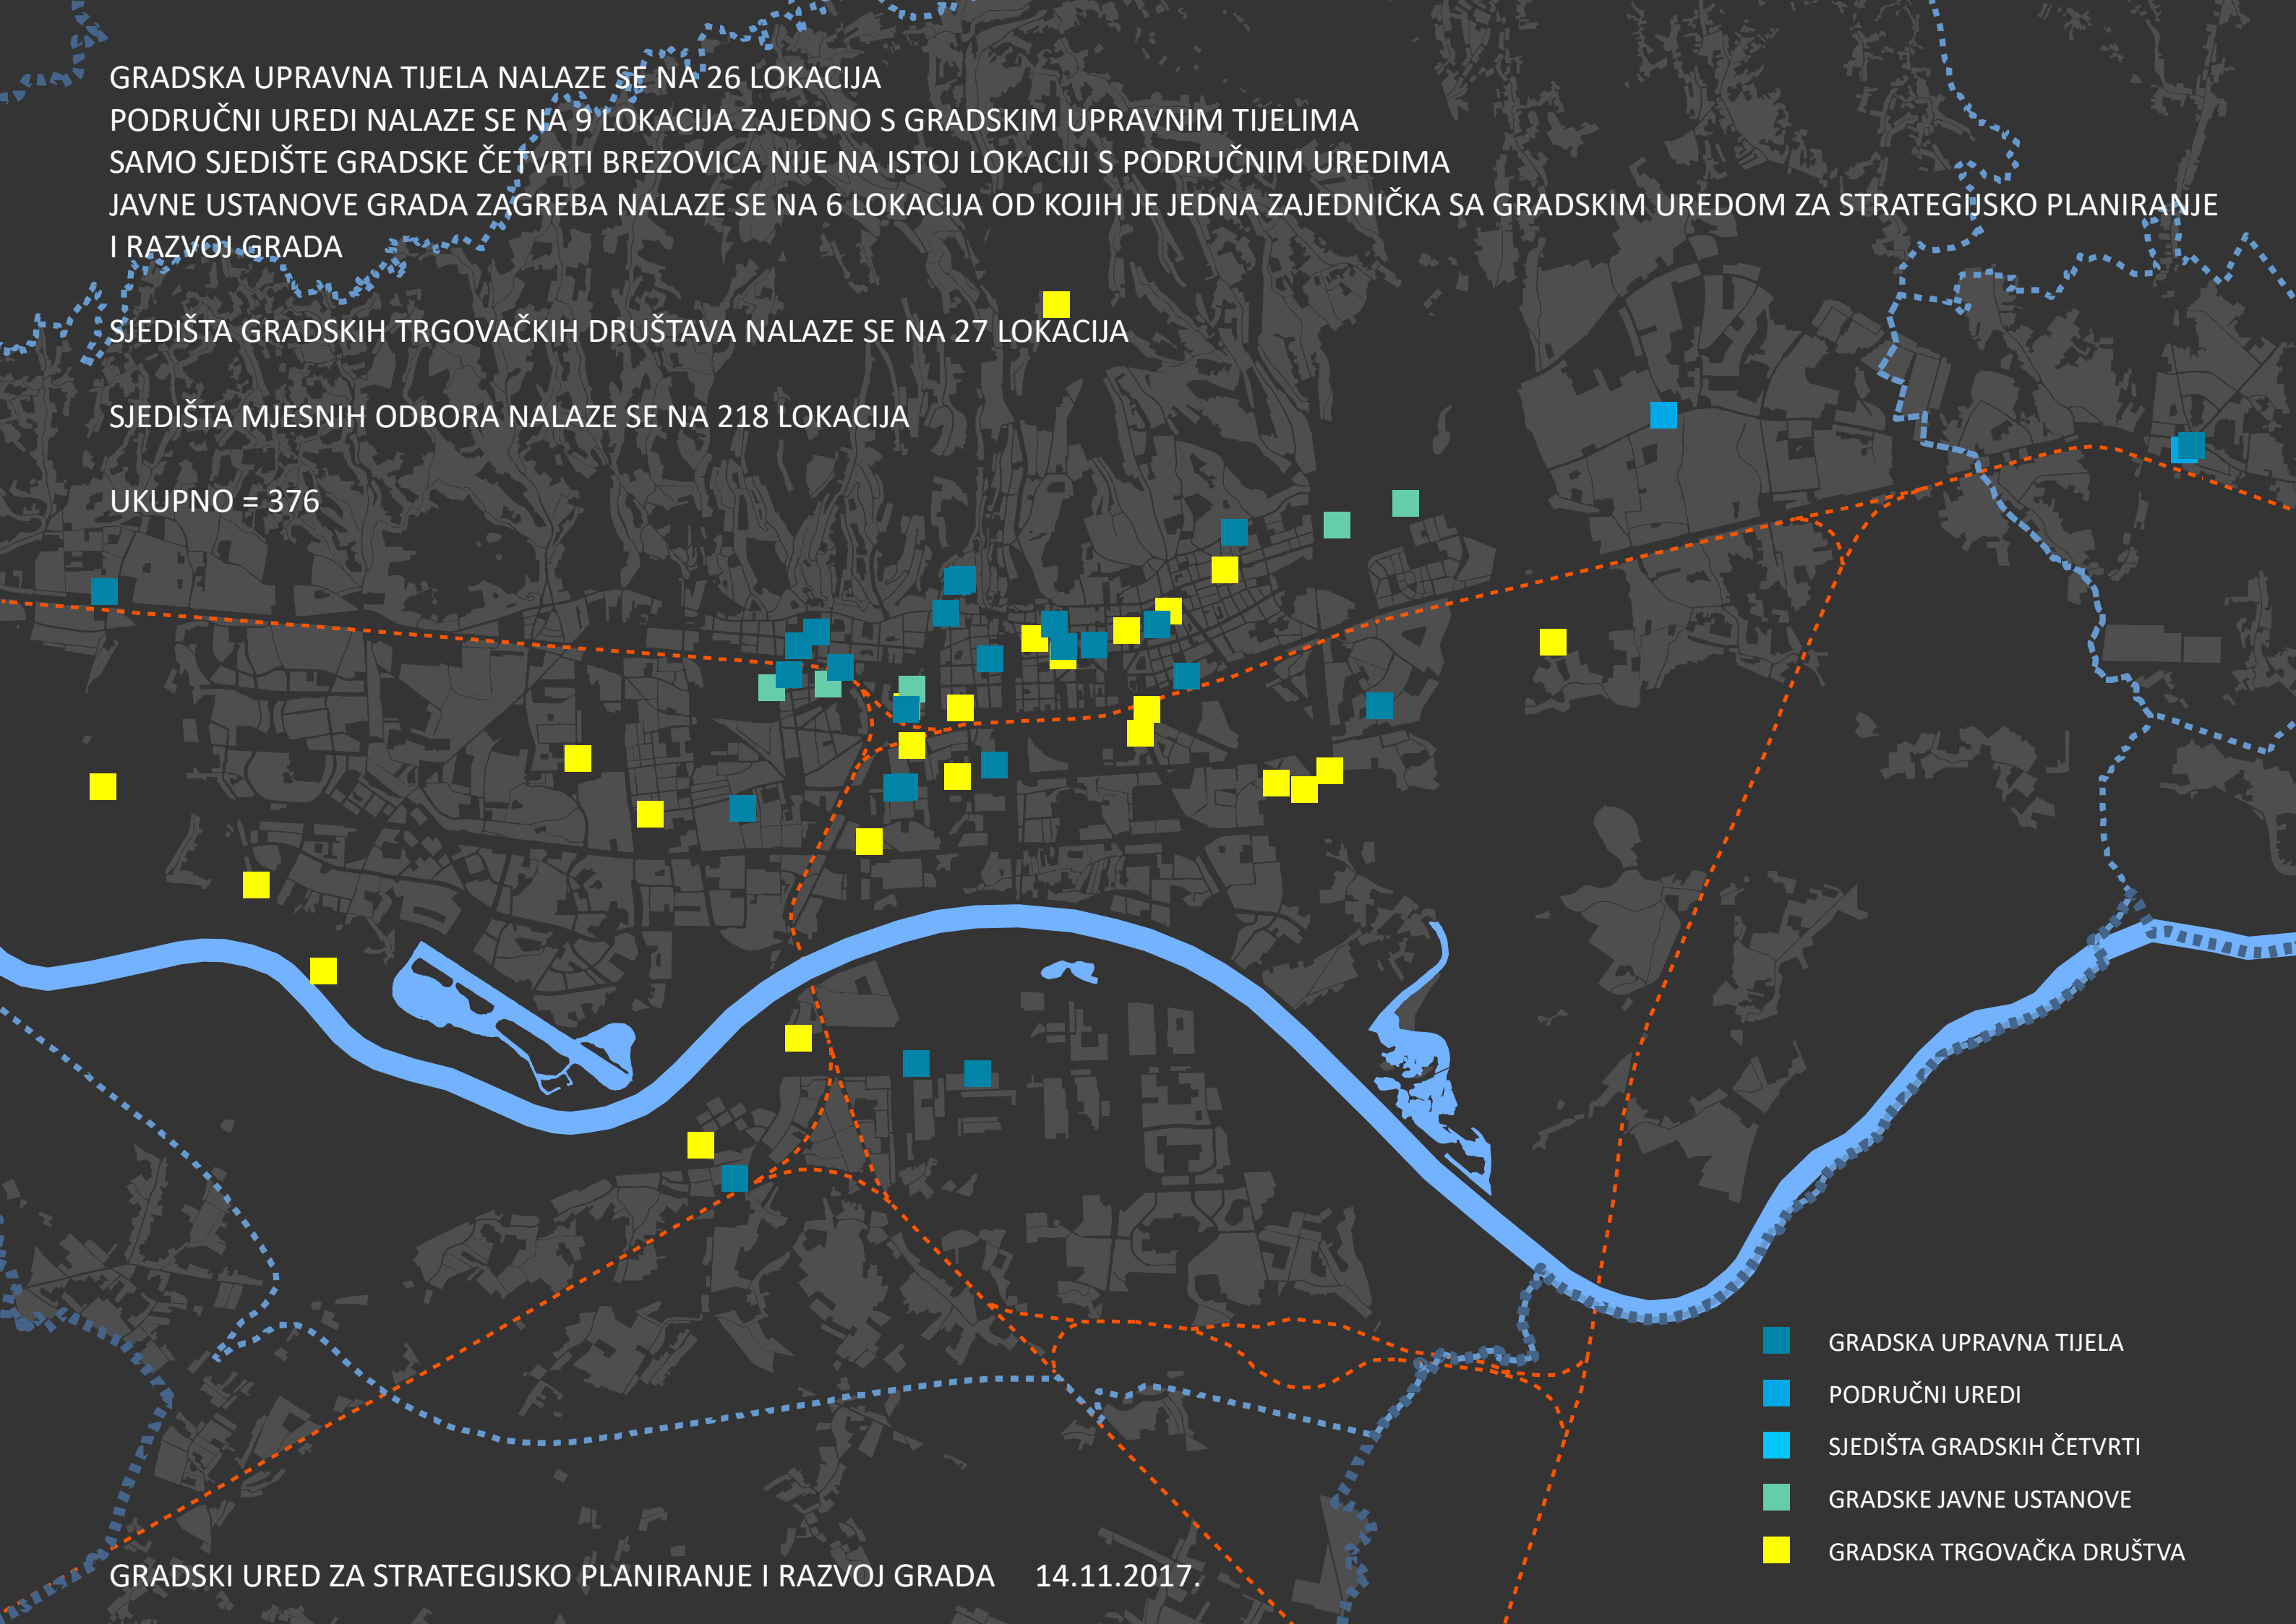 GRADSKA UPRAVNA TIJELA NALAZE SE NA 26 LOKACIJA
PODRUČNI UREDI NALAZE SE NA 9 LOKACIJA ZAJEDNO S GRADSKIM UPRAVNIM TIJELIMA
SAMO SJEDIŠTE GRADSKE ČETVRTI BREZOVICA NIJE NA ISTOJ LOKACIJI S PODRUČNIM UREDIMA
JAVNE USTANOVE GRADA ZAGREBA NALAZE SE NA 6 LOKACIJA OD KOJIH JE JEDNA ZAJEDNIČKA SA GRADSKIM UREDOM ZA STRATEGIJSKO PLANIRANJE
I RAZVOJ GRADA
SJEDIŠTA GRADSKIH TRGOVAČKIH DRUŠTAVA NALAZE SE NA 27 LOKACIJA
SJEDIŠTA MJESNIH ODBORA NALAZE SE NA 218 LOKACIJA
UKUPNO = 376
GRADSKA UPRAVNA TIJELA
PODRUČNI UREDI
SJEDIŠTA GRADSKIH ČETVRTI
GRADSKE JAVNE USTANOVE
GRADSKA TRGOVAČKA DRUŠTVA
GRADSKI URED ZA STRATEGIJSKO PLANIRANJE I RAZVOJ GRADA 14.11.2017.